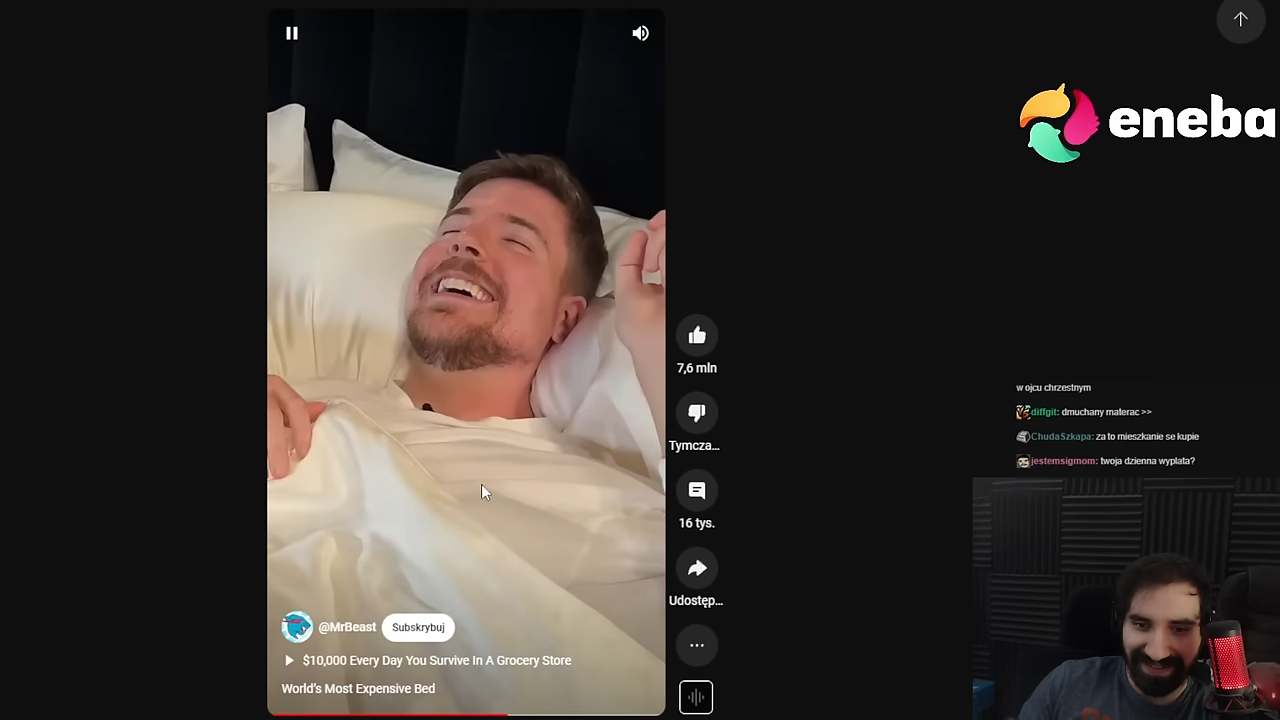 eneba
7,6 mln
w ojcu chrzestnym
diffgit: dmuchany materac >>
Tymcza...
ChudaSzkapa: za to mieszkanie se kupie
jestemsigmom: twoja dzienna wypłata?
16 tys.
Udostęp...
@MrBeast Subskrybuj
$10,000 Every Day You Survive In A Grocery Store
World's Most Expensive Bed